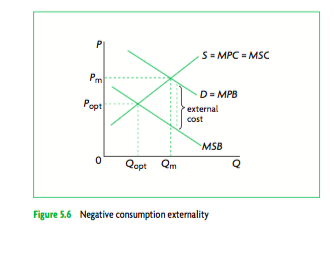 P
S = MPC = MSC
Pm
D = MPB
Popt
external
cost
MSB
0
Qopt Qm Q
Figure 5.6 Negative consumption externality